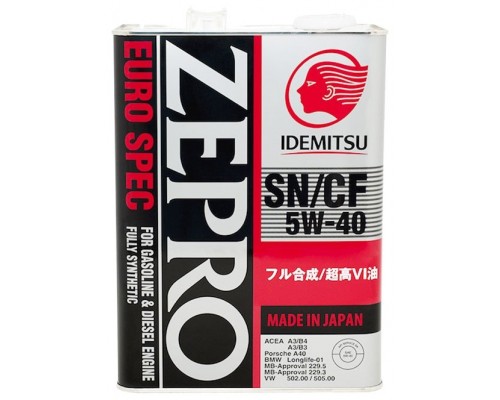 ZEPRO
EURO SPEC
FOR GASOLINE & DIESEL ENGINE
FULLY SYNTHETIC
IDEMITSU
SN/CF
5W-40
フル合成/超高VI油
MADE IN JAPAN
ACEA A3/B4
A3/B3
Porsche A40
BMW Longlife-01
MB-Approval 229.5
MB-Approval 229.3
VW 502.00 / 505.00